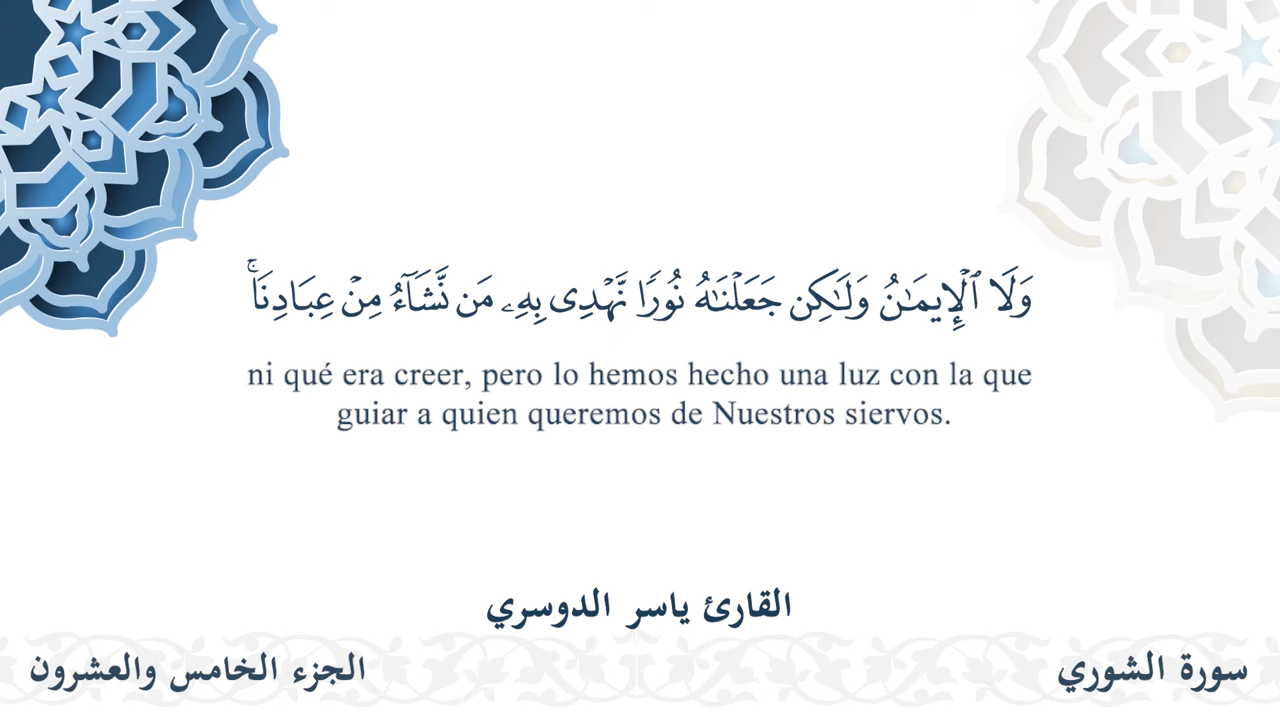 وَلَا ٱلْإِيمَـٰنُ وَلَـٰكِن جَعَلْنَـٰهُ نُورًا نَّهْدِى بِهِۦ مَن نَّشَآءُ مِنْ عِبَادِنَا ۚ
ni qué era creer, pero lo hemos hecho una luz con la que
guiar a quien queremos de Nuestros siervos.
القارئ ياسر الدوسري
سورة الشوري
الجزء الخامس والعشرون